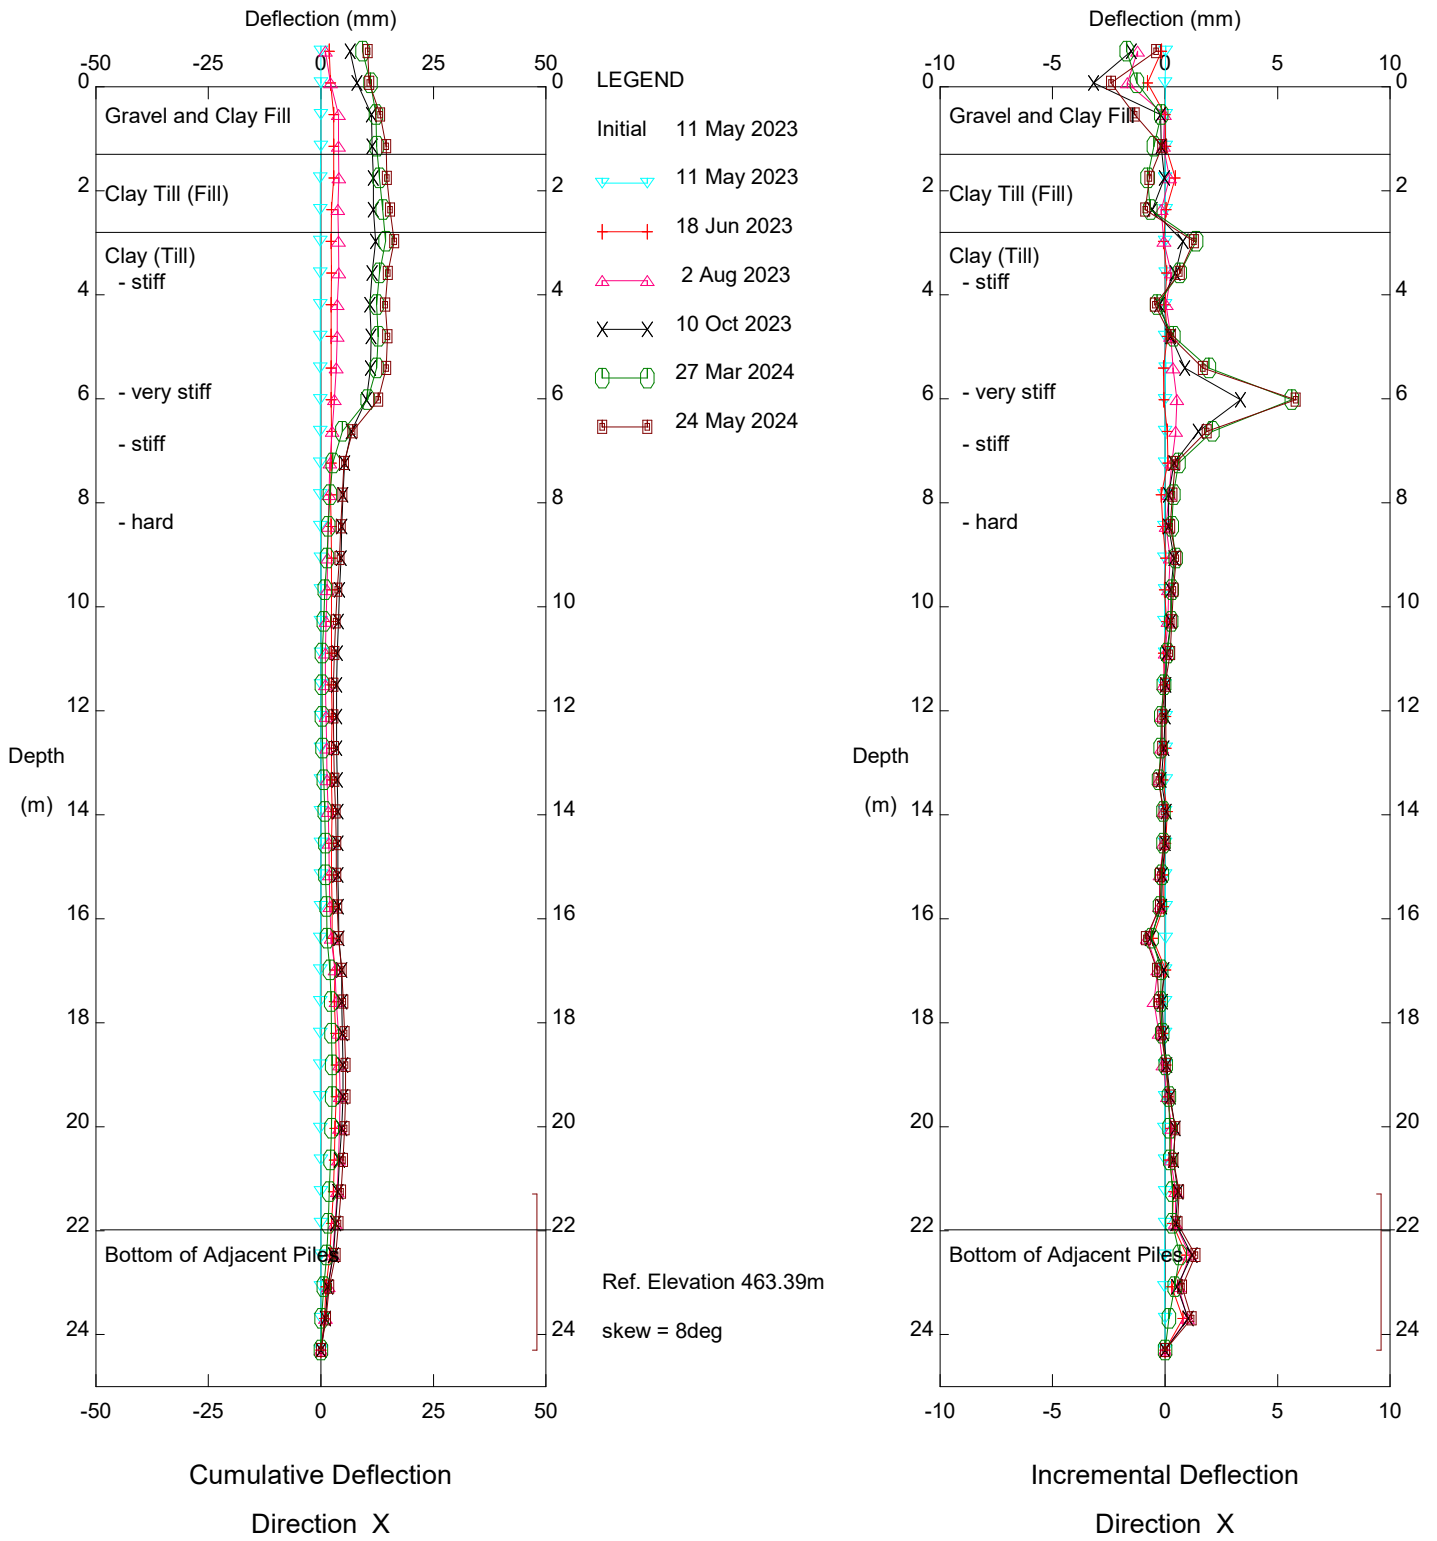 Deflection (mm)
-50 -25 0 25 50
0 0
Gravel and Clay Fill
2 2
Clay Till (Fill)
Clay (Till)
- stiff
4 4
- very stiff
6 6
- stiff
8 8
- hard
10 10
12 12
Depth
(m)
14 14
16 16
18 18
20 20
22 22
Bottom of Adjacent Piles
24 24
-50 -25 0 25 50
Cumulative Deflection
Direction X
LEGEND
Initial 11 May 2023
11 May 2023
18 Jun 2023
2 Aug 2023
10 Oct 2023
27 Mar 2024
24 May 2024
Ref. Elevation 463.39m
skew = 8deg
Deflection (mm)
-10 -5 0 5 10
0 0
Gravel and Clay Fill
2 2
Clay Till (Fill)
Clay (Till)
- stiff
4 4
- very stiff
6 6
- stiff
8 8
- hard
10 10
12 12
Depth
(m)
14 14
16 16
18 18
20 20
22 22
Bottom of Adjacent Piles
24 24
-10 -5 0 5 10
Incremental Deflection
Direction X